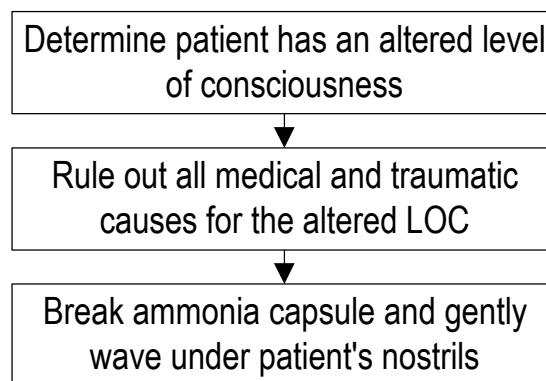 Determine patient has an altered level
of consciousness
Rule out all medical and traumatic
causes for the altered LOC
Break ammonia capsule and gently
wave under patient's nostrils